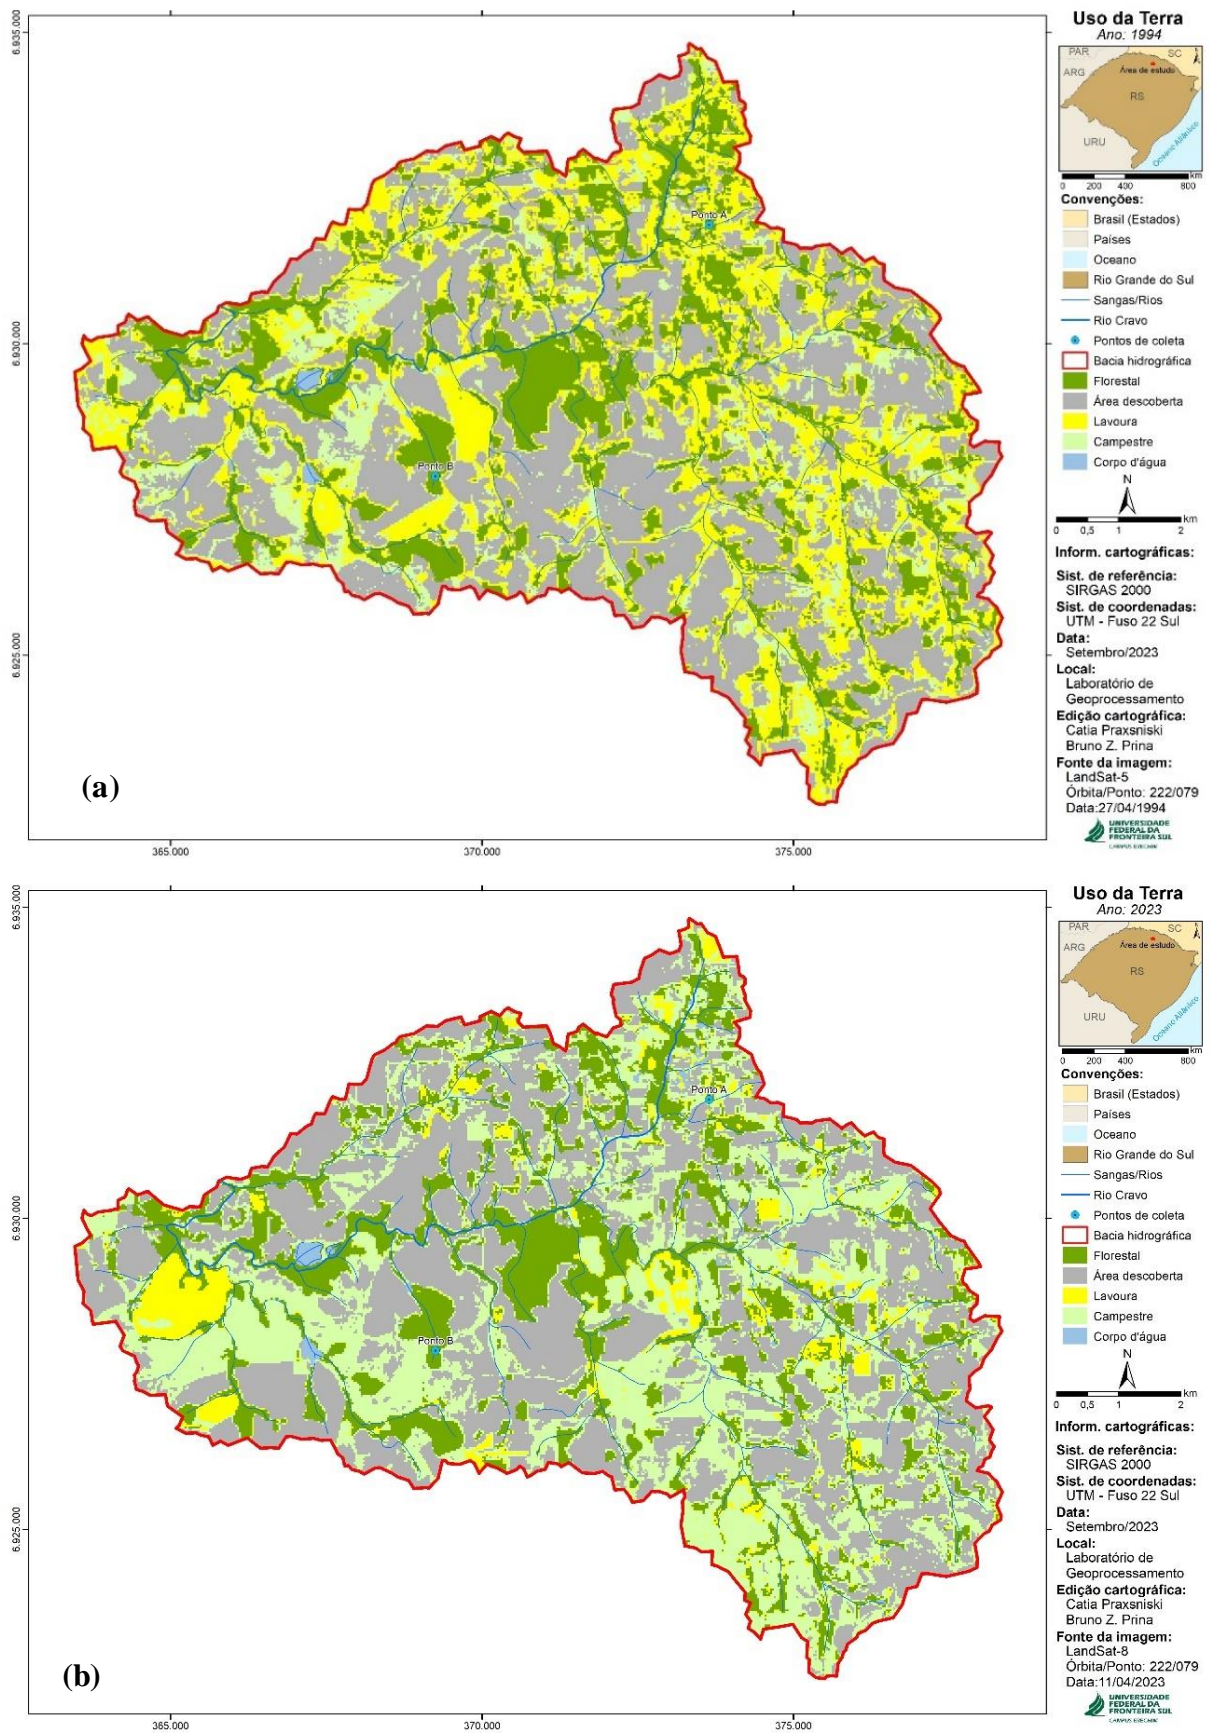 Uso da Terra
Ano: 1994
6.935.000
6.930.000
6.925.000
PAR
SC
ARG
Área de estudo
RS
URU
Oceano Atlântico
km
0 200 400 800
Convenções:
Brasil (Estados)
Países
Oceano
Rio Grande do Sul
Sangas/Rios
Rio Cravo
Pontos de coleta
Bacia hidrográfica
Florestal
Área descoberta
Lavoura
Campestre
Corpo d'água
N
km
0 0,5 1 2
Inform. cartográficas:
Sist. de referência:
SIRGAS 2000
Sist. de coordenadas:
UTM - Fuso 22 Sul
Data:
Setembro/2023
Local:
Laboratório de
Geoprocessamento
Edição cartográfica:
Catia Praxsniski
Bruno Z. Prina
Fonte da imagem:
LandSat-5
Órbita/Ponto: 222/079
Data:27/04/1994
UNIVERSIDADE
FEDERAL DA
FRONTEIRA SUL
CAMPUS ERECHIM
Ponto A
Ponto B
(a)
365.000 370.000 375.000
Uso da Terra
Ano: 2023
6.935.000
6.930.000
6.925.000
PAR
SC
ARG
Área de estudo
RS
URU
Oceano Atlântico
km
0 200 400 800
Convenções:
Brasil (Estados)
Países
Oceano
Rio Grande do Sul
Sangas/Rios
Rio Cravo
Pontos de coleta
Bacia hidrográfica
Florestal
Área descoberta
Lavoura
Campestre
Corpo d'água
N
km
0 0,5 1 2
Inform. cartográficas:
Sist. de referência:
SIRGAS 2000
Sist. de coordenadas:
UTM - Fuso 22 Sul
Data:
Setembro/2023
Local:
Laboratório de
Geoprocessamento
Edição cartográfica:
Catia Praxsniski
Bruno Z. Prina
Fonte da imagem:
LandSat-8
Órbita/Ponto: 222/079
Data:11/04/2023
UNIVERSIDADE
FEDERAL DA
FRONTEIRA SUL
CAMPUS ERECHIM
Ponto A
Ponto B
(b)
365.000 370.000 375.000